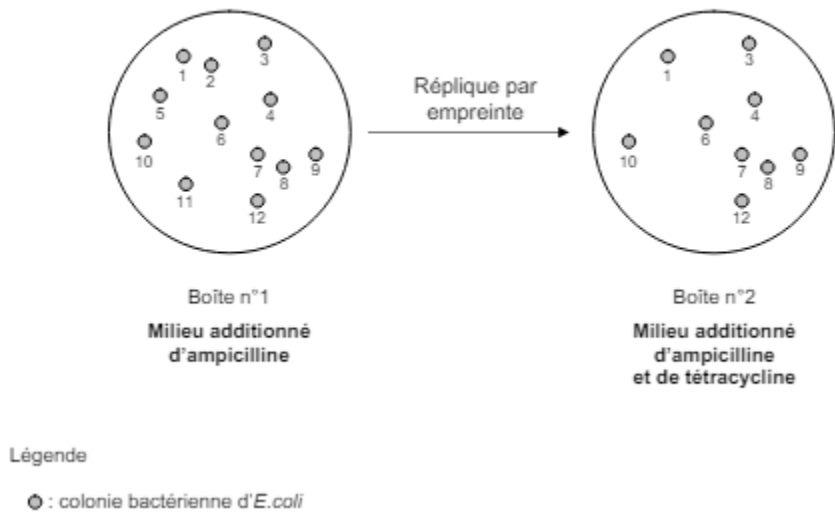 3
1
2
5
4
6
10
7
8
9
11
12
Réplique par
empreinte
1
3
4
6
10
7
8
9
12
Boîte n°1
Milieu additionné
d'ampicilline
Boîte n°2
Milieu additionné
d'ampicilline
et de tétracycline
Légende
: colonie bactérienne d'E.coli